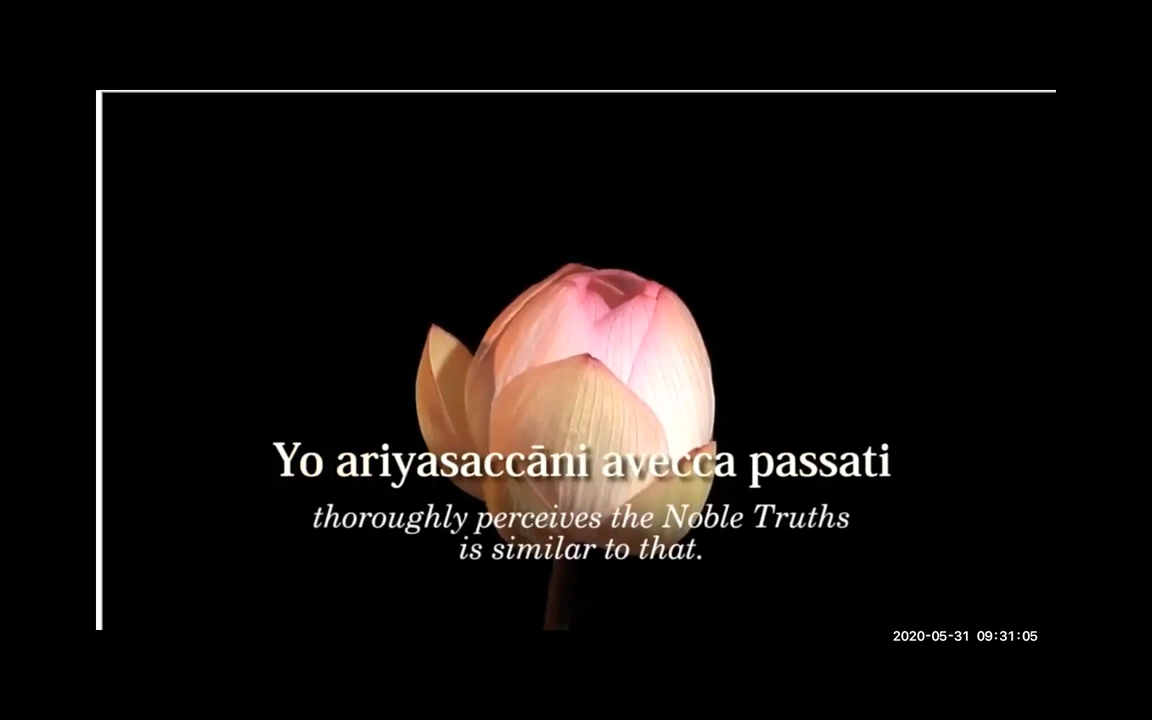 Yo ariyasaccāni avecca passati
thoroughly perceives the Noble Truths
is similar to that.
2020-05-31 09:31:05